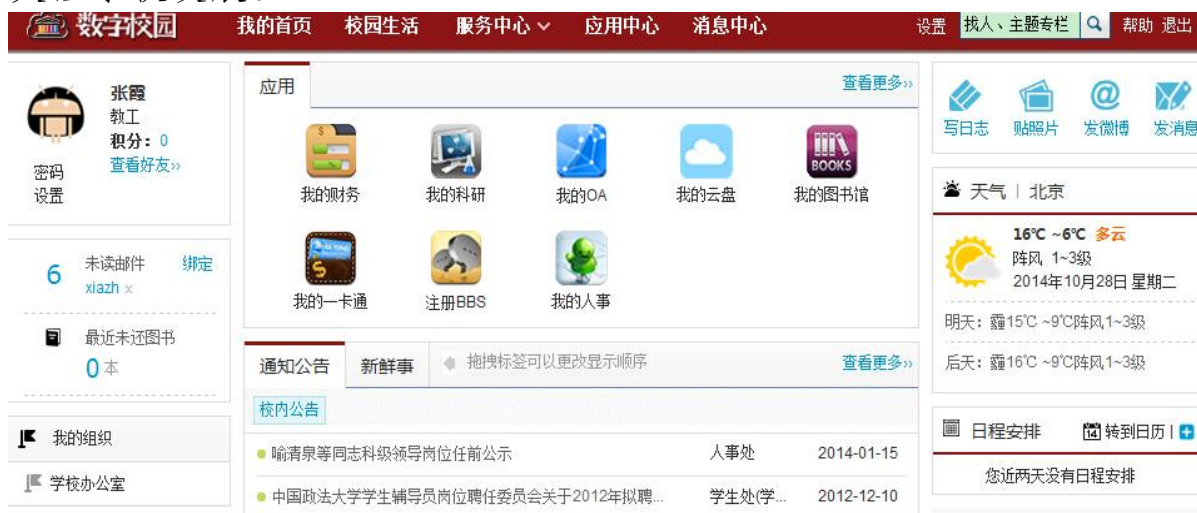 数字校园 我的首页 校园生活 服务中心 应用中心 消息中心 设置 找人、主题专栏 帮助 退出
张霞
教工
积分：0
查看好友››
密码
设置
6 未读邮件 绑定
xiazh x
最近未还图书
0 本
我的组织
学校办公室
应用 查看更多››
我的财务 我的科研 我的OA 我的云盘 BOOKS 我的图书馆
我的一卡通 注册BBS 我的人事
通知公告 新鲜事 拖拽标签可以更改显示顺序 查看更多››
校内公告
喻清泉等同志科级领导岗位任前公示 人事处 2014-01-15
中国政法大学学生辅导员岗位聘任委员会关于2012年拟聘... 学生处(学... 2012-12-10
写日志 贴照片 发微博 发消息
天气 | 北京
16℃ ~6℃ 多云
阵风 1~3级
2014年10月28日 星期二
明天：霾15℃ ~9℃阵风,1~3级
后天：霾16℃ ~9℃阵风,1~3级
日程安排 14 转到日历 |
您近两天没有日程安排